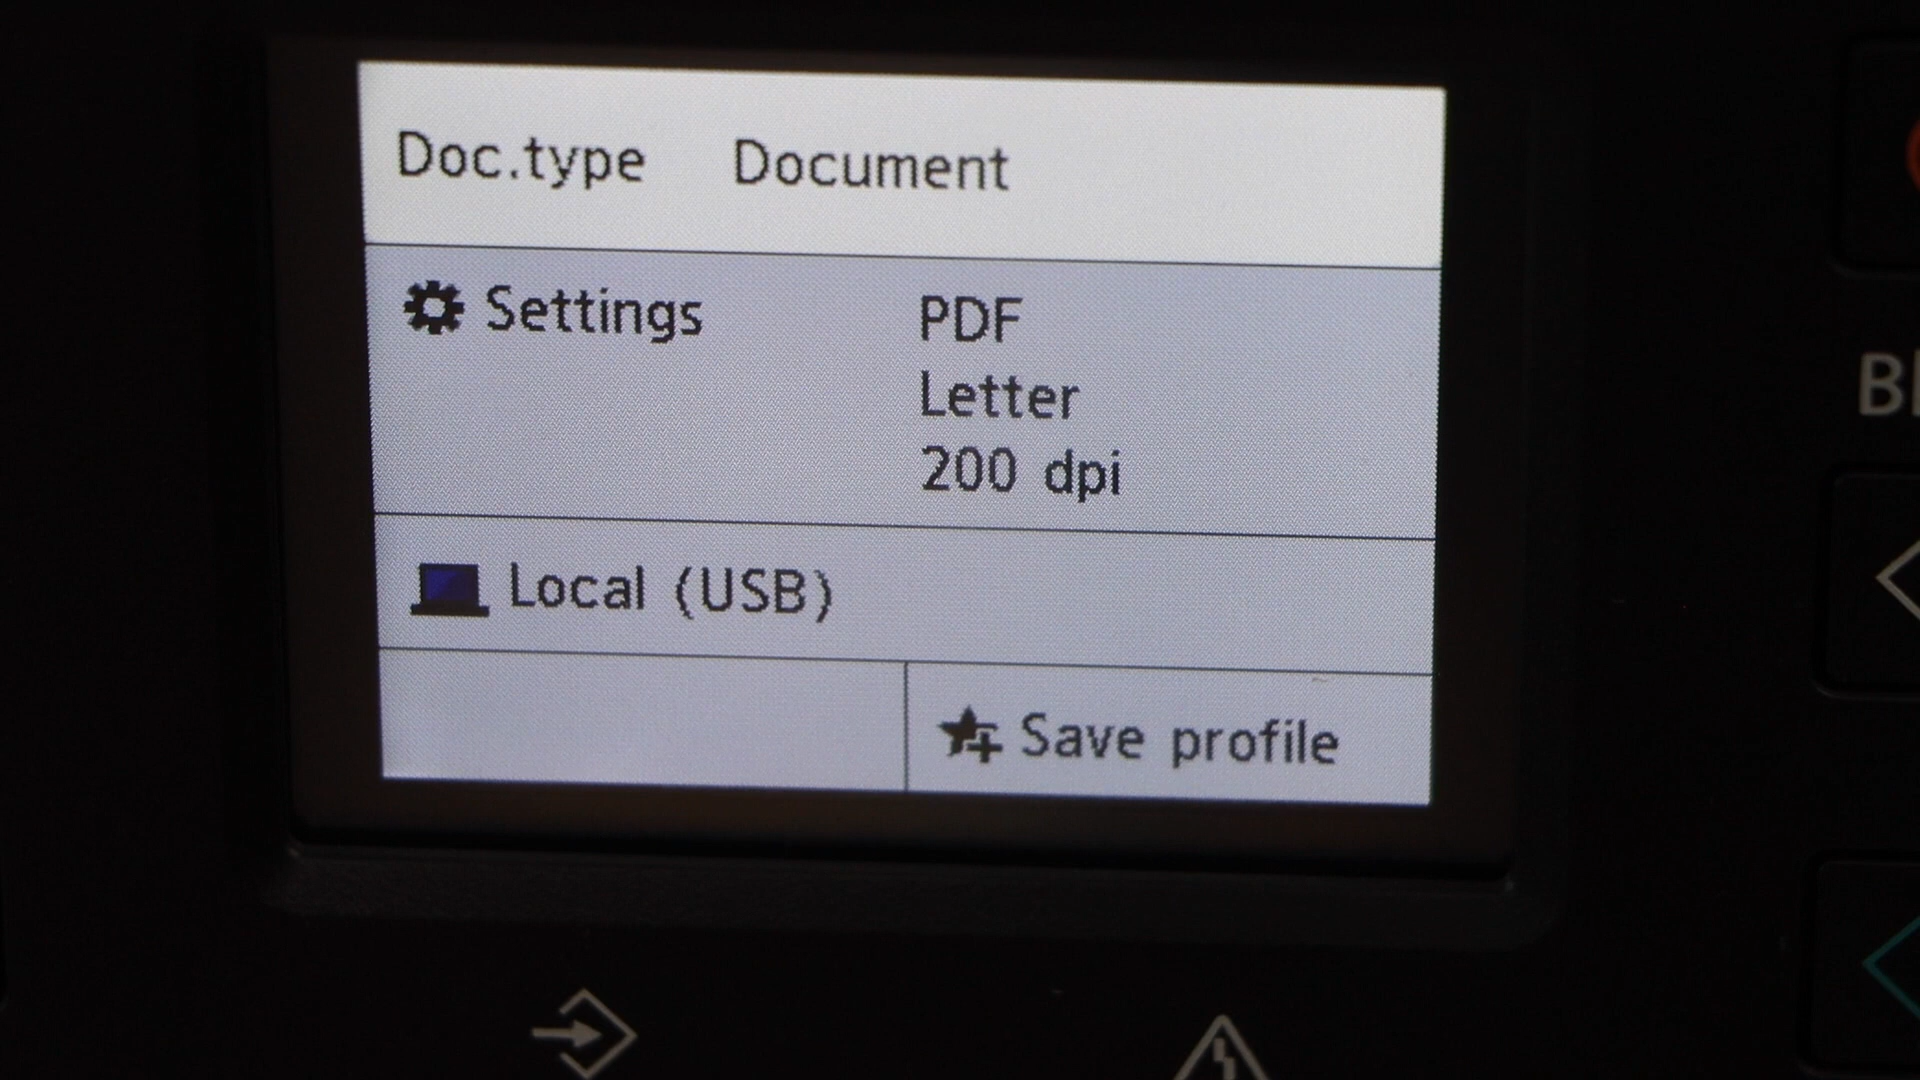 Doc.type Document
Settings PDF
Letter
200 dpi
Local (USB)
Save profile